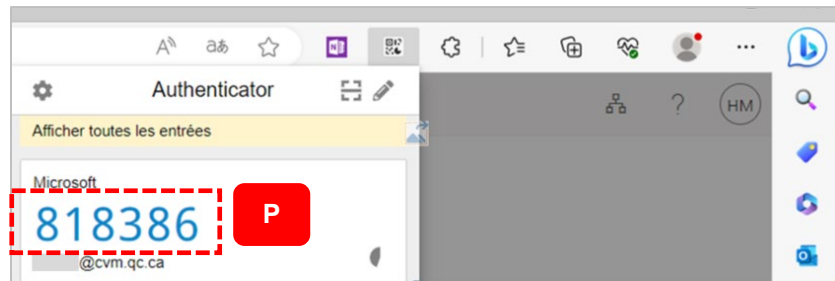 Authenticator
HM
Afficher toutes les entrées
Microsoft
818386
P
@cvm.qc.ca